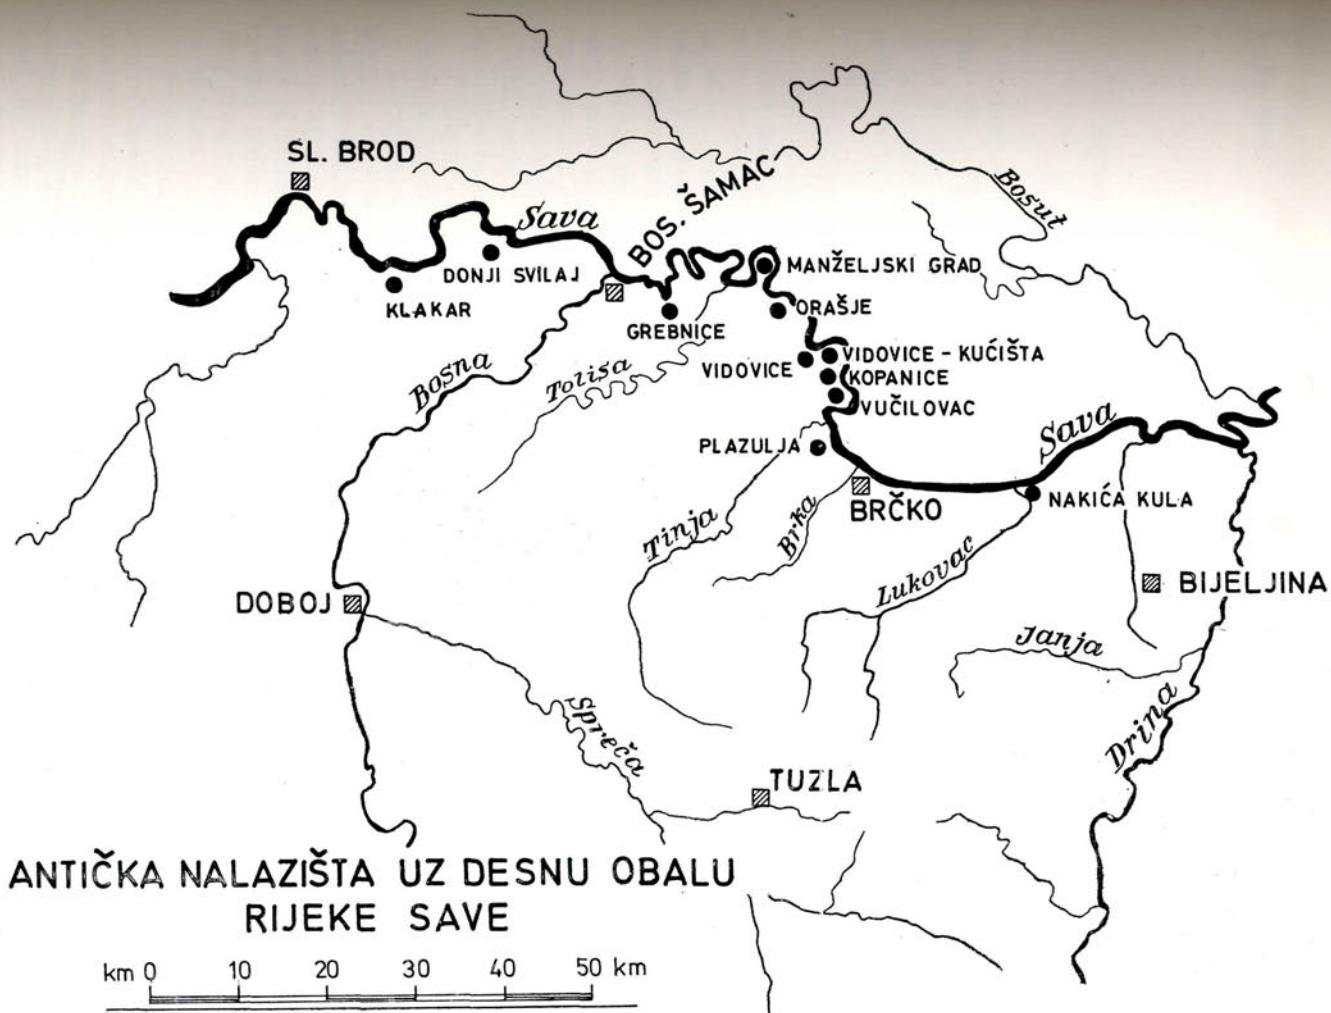 SL. BROD
Sava
BOS. ŠAMAC
Bosut
DONJI SVILAJ
KLAKAR
MANŽELJSKI GRAD
GREBNICE
ORAŠJE
Bosna
Tolisa
VIDOVICE
VIDOVICE - KUĆIŠTA
KOPANICE
VUČILOVAC
PLAZULJA
Sava
BRČKO
NAKIĆA KULA
Tinja
Brka
Lukovac
DOBOJ
BIJELJINA
Janja
Spreča
Drina
TUZLA
ANTIČKA NALAZIŠTA UZ DESNU OBALU
RIJEKE SAVE
km 0 10 20 30 40 50 km